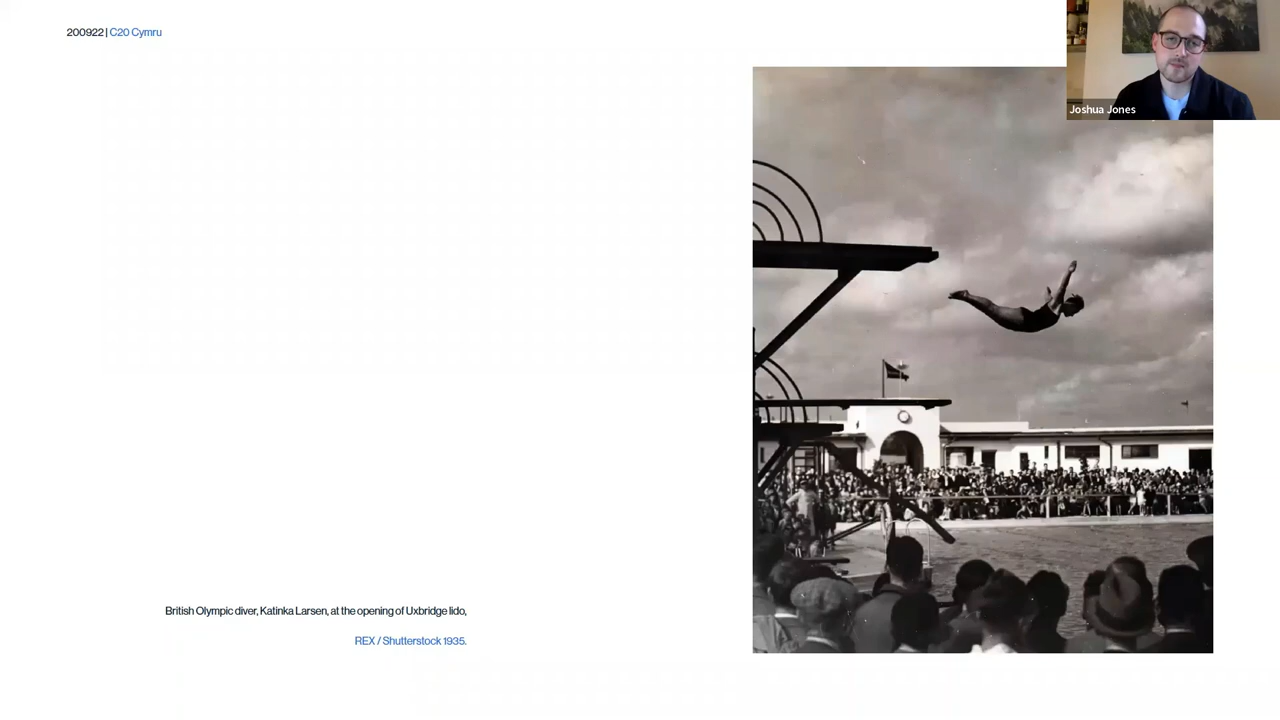 200922 | C20 Cymru
Joshua Jones
British Olympic diver, Katinka Larsen, at the opening of Uxbridge lido,
REX / Shutterstock 1935.